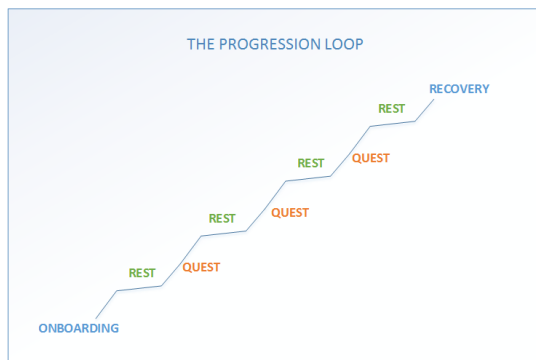 THE PROGRESSION LOOP
RECOVERY
REST
QUEST
REST
QUEST
REST
QUEST
REST
ONBOARDING